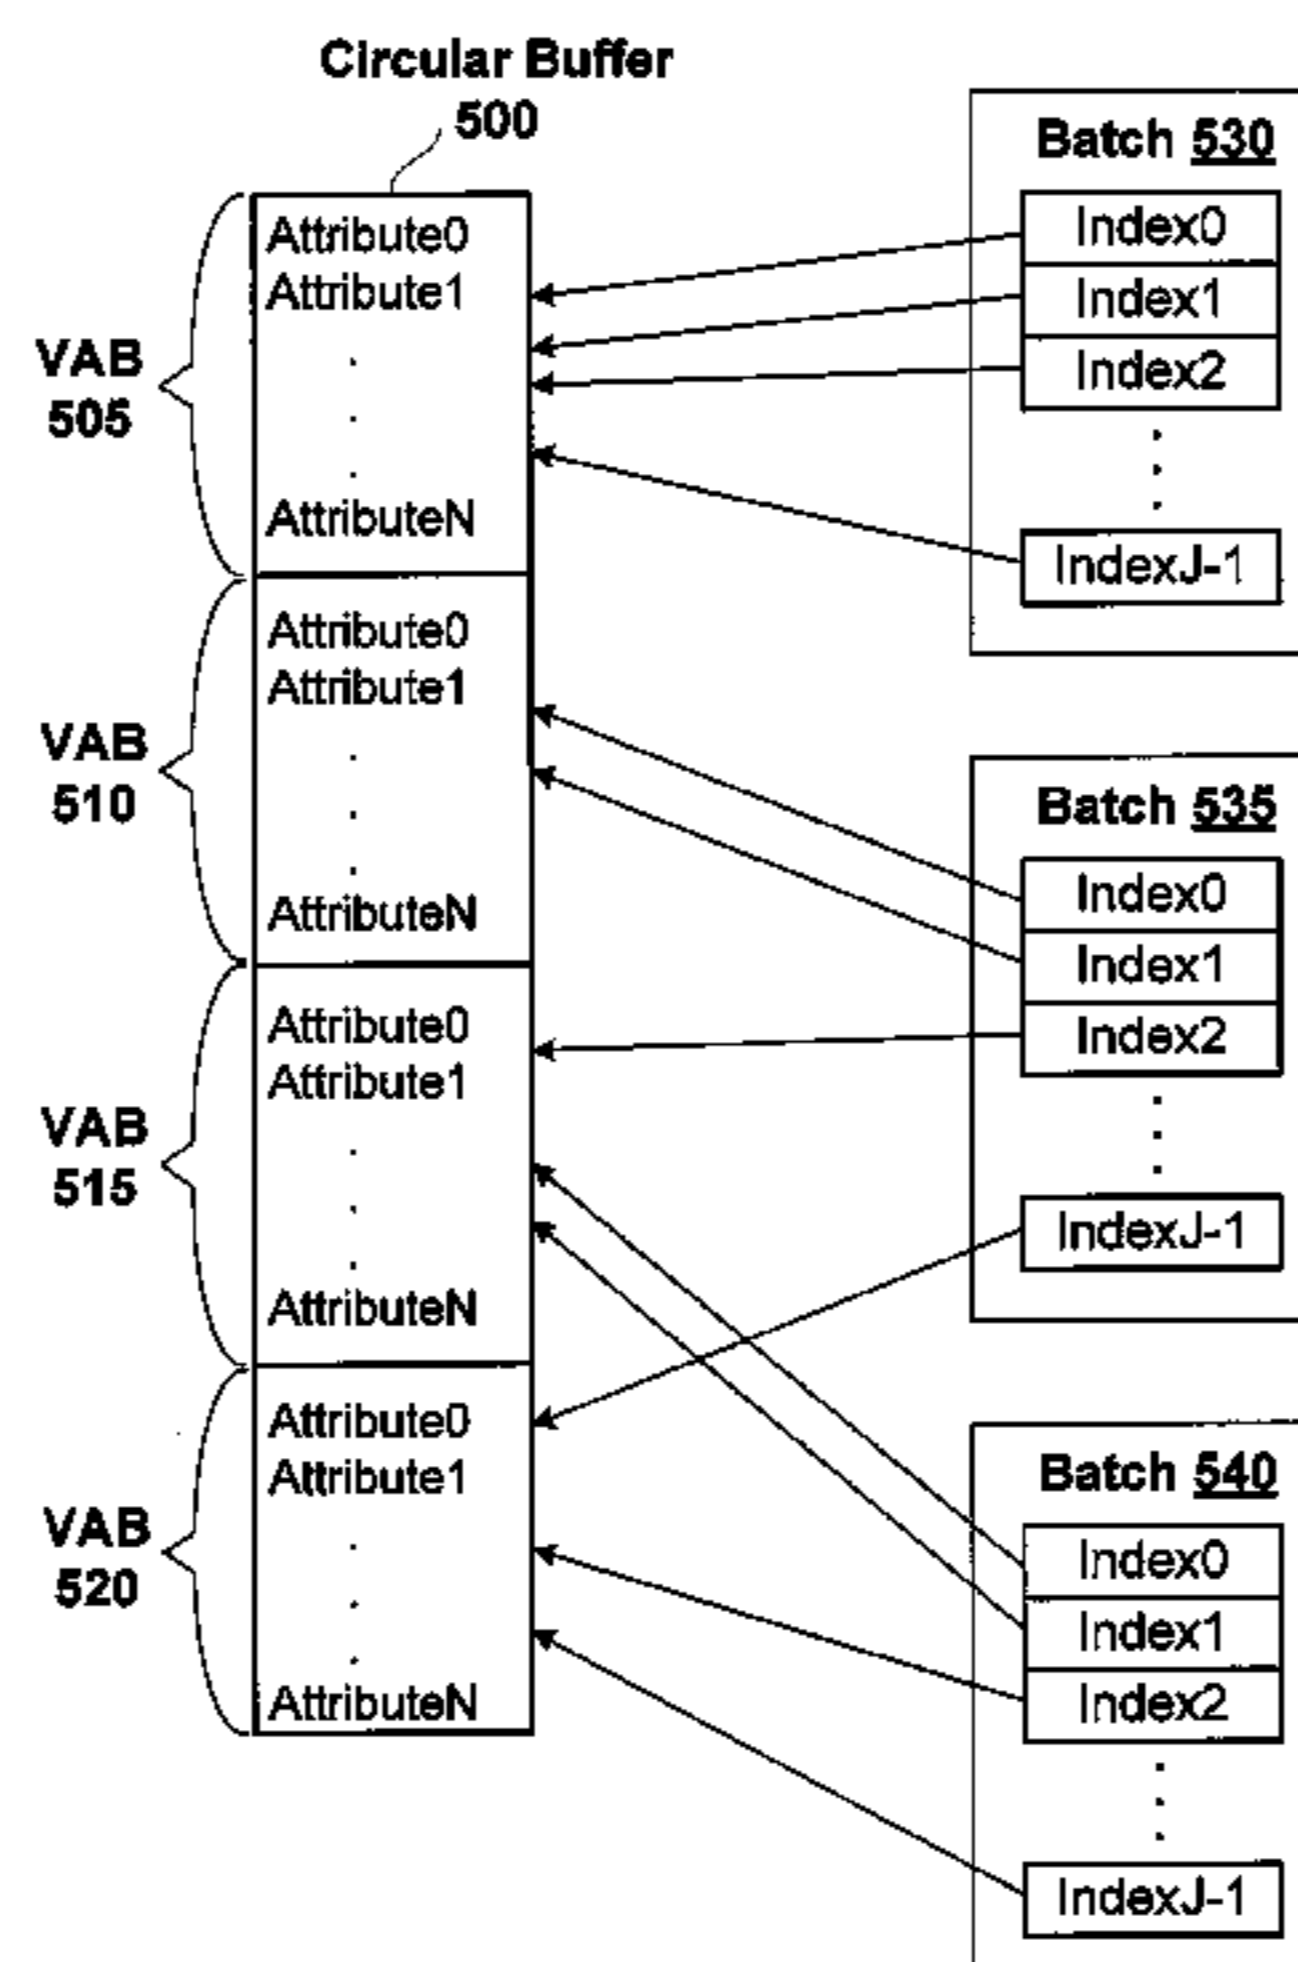 Circular Buffer
500
VAB
505
Attribute0
Attribute1
.
.
.
AttributeN
VAB
510
Attribute0
Attribute1
.
.
.
AttributeN
VAB
515
Attribute0
Attribute1
.
.
.
AttributeN
VAB
520
Attribute0
Attribute1
.
.
.
AttributeN
Batch 530
Index0
Index1
Index2
.
.
.
IndexJ-1
Batch 535
Index0
Index1
Index2
.
.
.
IndexJ-1
Batch 540
Index0
Index1
Index2
.
.
.
IndexJ-1